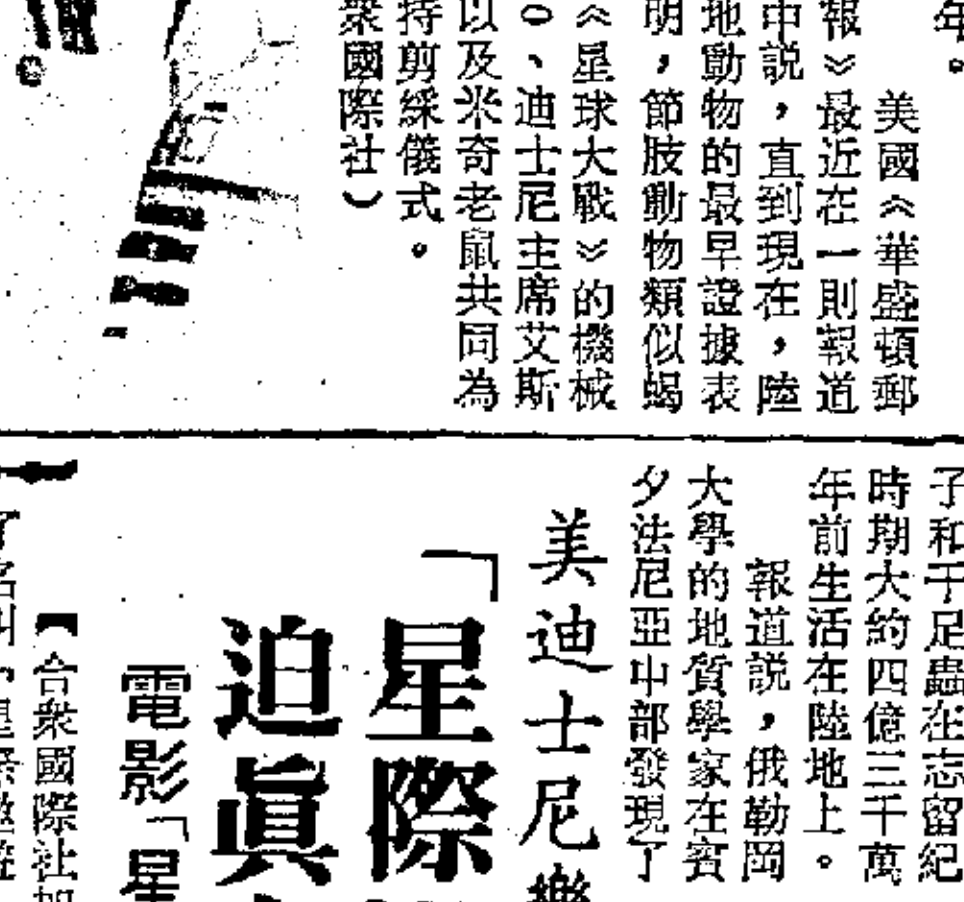 年。
美國《華盛頓郵
報》最近在一則報道
中說，直到現在，陸
地動物的最早證據表
明，節肢動物類似蝎
《星球大戰》的機械
0、迪士尼主席艾斯
以及米奇老鼠共同為
持剪綵儀式。
衆國際社）
子和千足蟲在志留紀
時期大約四億三千萬
年前生活在陸地上。
報道說，俄勒岡
大學的地質學家在賓
夕法尼亞中部發現了
美迪士尼樂
「星際
迫眞
電影「星
【合衆國際社加